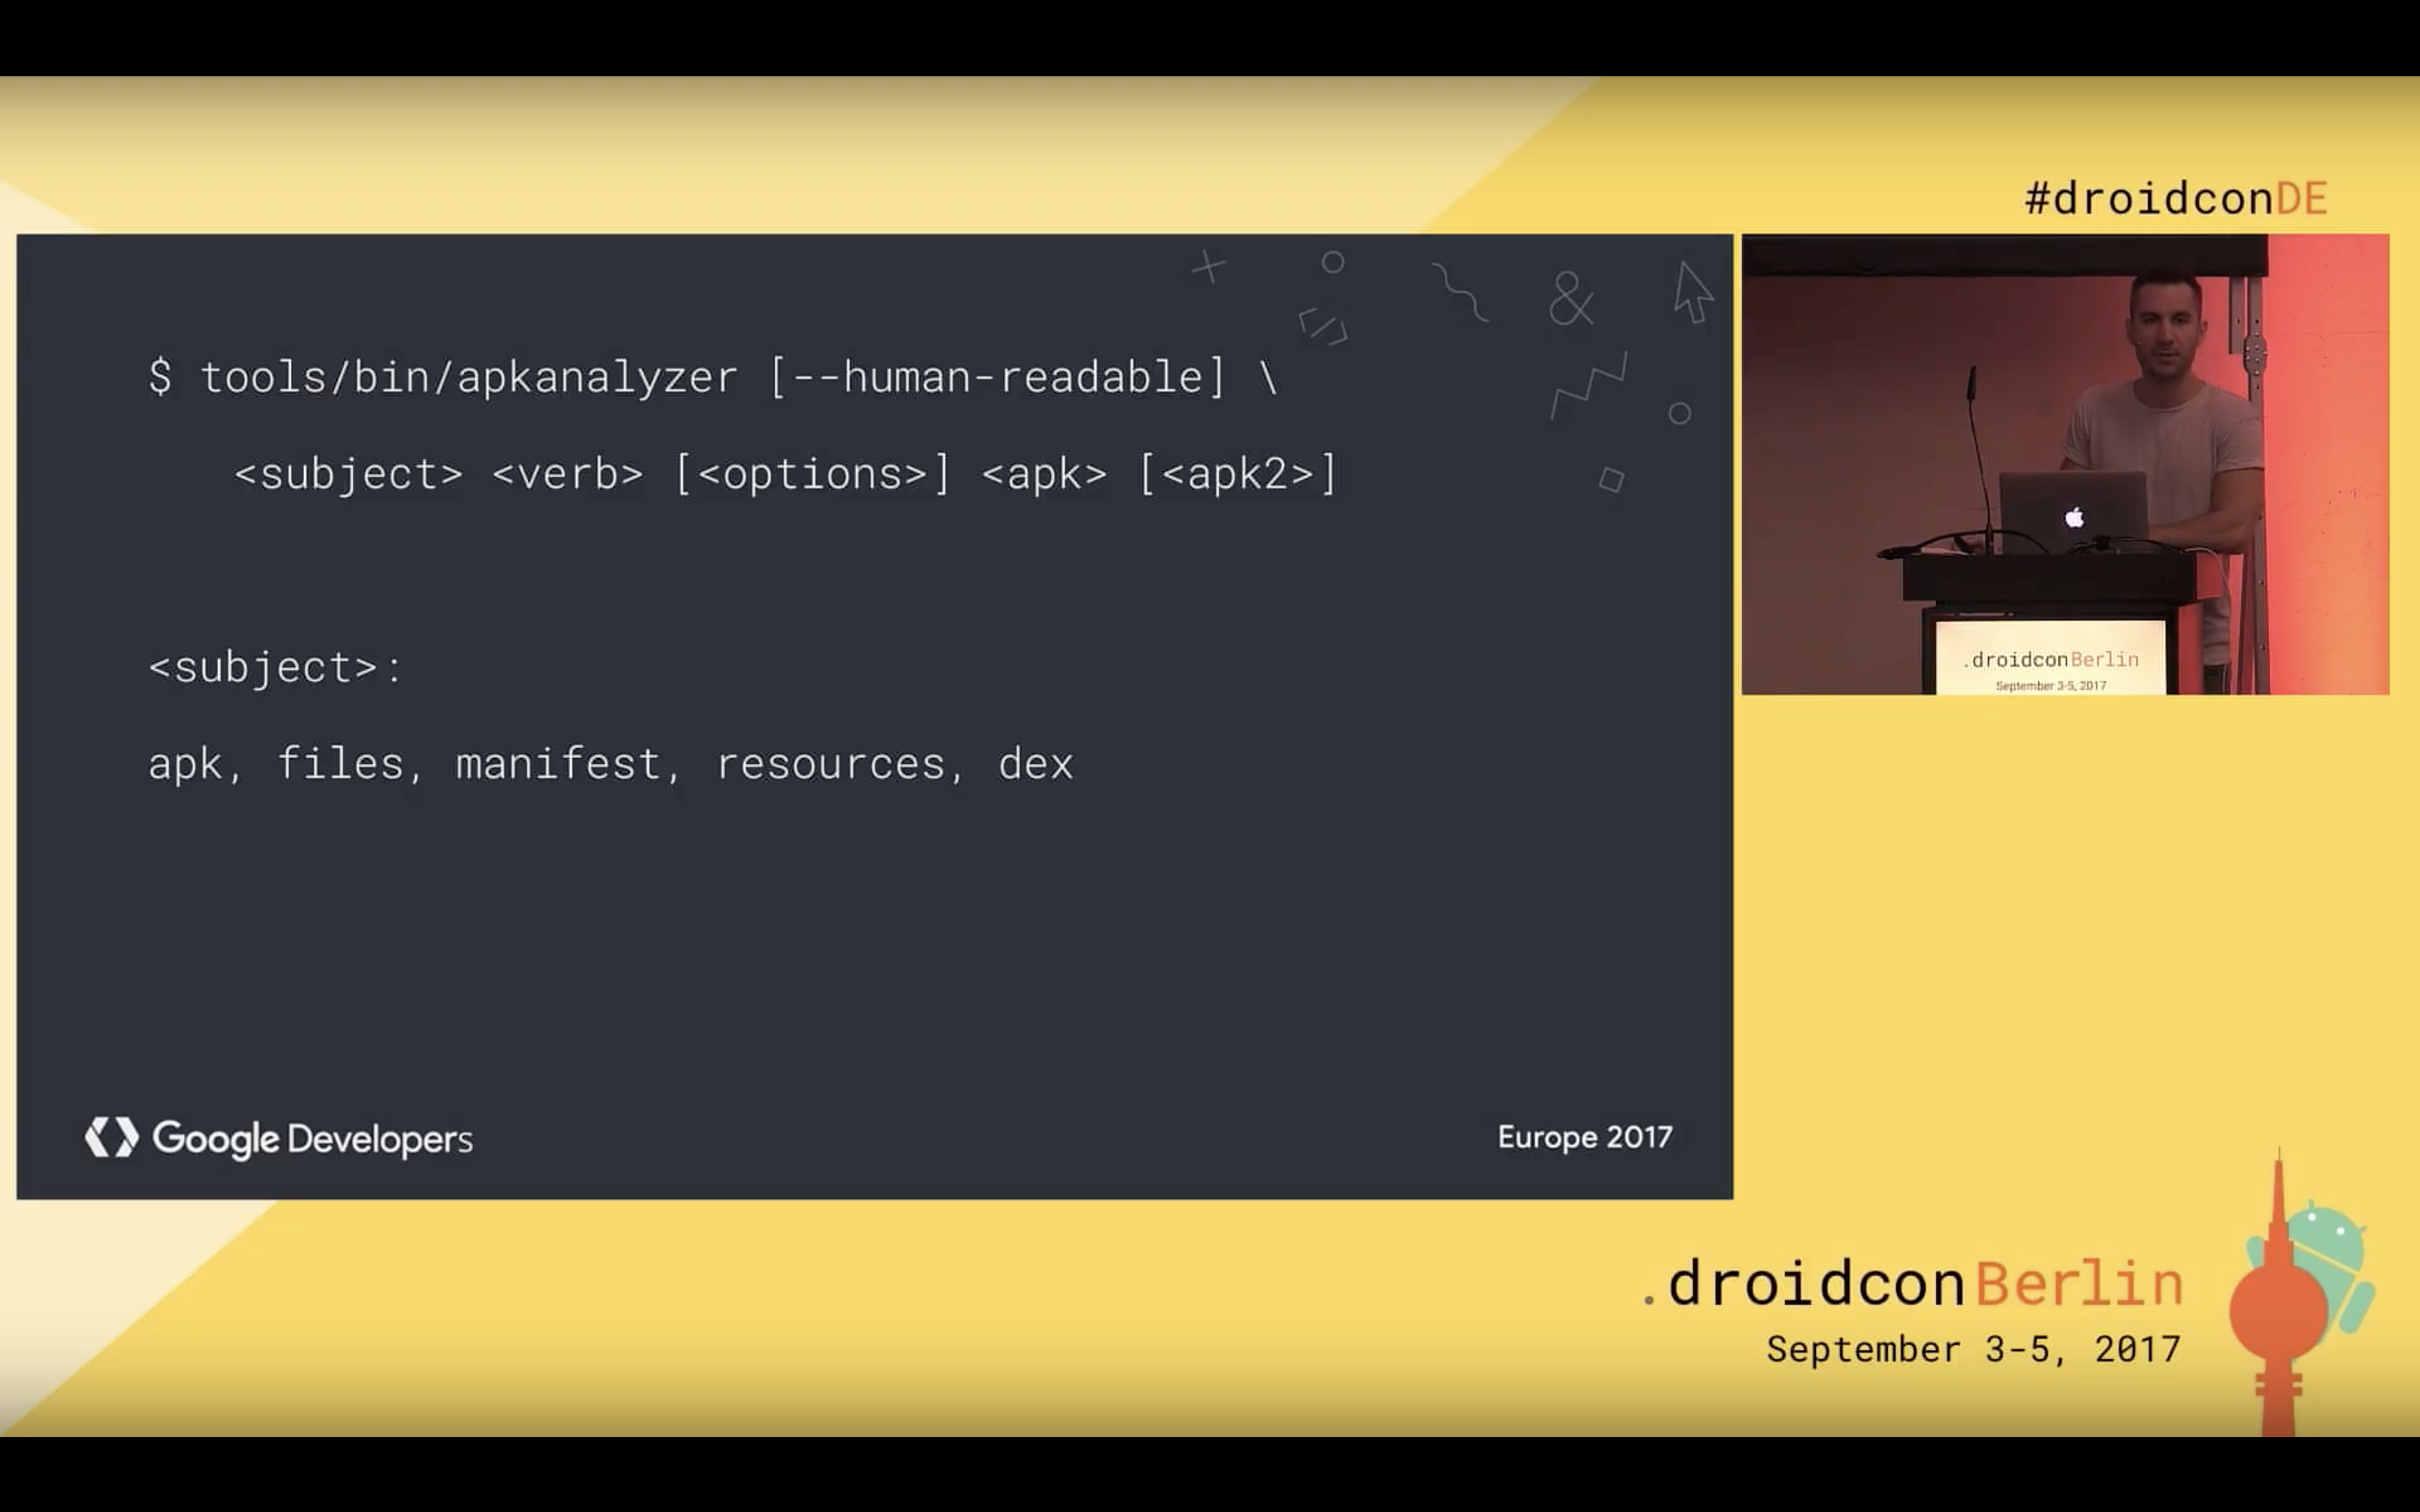 #droidconDE
$ tools/bin/apkanalyzer [--human-readable] \
<subject> <verb> [<options>] <apk> [<apk2>]
<subject>:
apk, files, manifest, resources, dex
Google Developers
Europe 2017
.droidconBerlin
September 3-5, 2017
.droidconBerlin
September 3-5, 2017